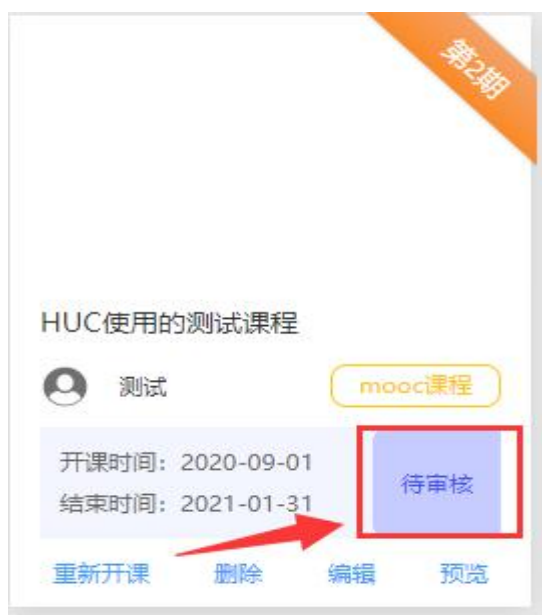 第2期
HUC使用的测试课程
测试
mooc课程
开课时间：2020-09-01
结束时间：2021-01-31
待审核
重新开课 删除 编辑 预览